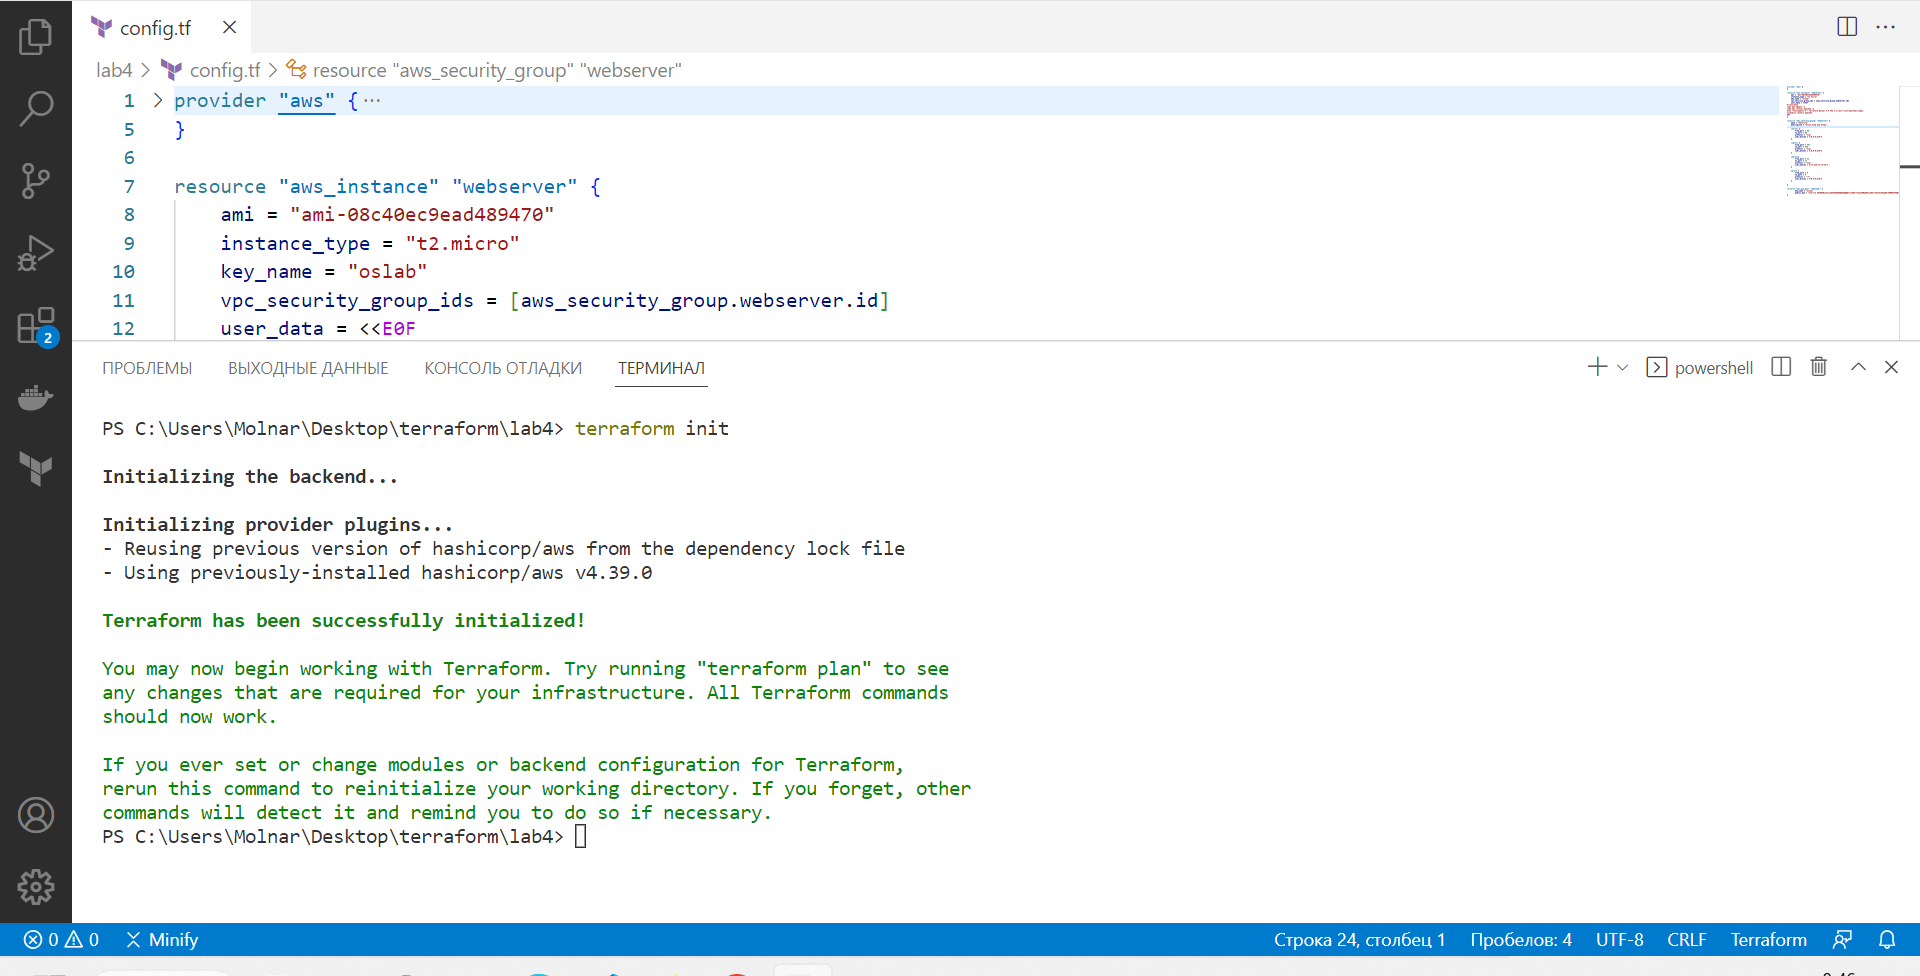 config.tf
lab4 > config.tf > resource "aws_security_group" "webserver"
1 provider "aws" { ...
5 }
6
7 resource "aws_instance" "webserver" {
8 ami = "ami-08c40ec9ead489470"
9 instance_type = "t2.micro"
10 key_name = "oslab"
11 vpc_security_group_ids = [aws_security_group.webserver.id]
12 user_data = <<E0F
2
ПРОБЛЕМЫ ВЫХОДНЫЕ ДАННЫЕ КОНСОЛЬ ОТЛАДКИ ТЕРМИНАЛ powershell
PS C:\Users\Molnar\Desktop\terraform\lab4> terraform init
Initializing the backend...
Initializing provider plugins...
- Reusing previous version of hashicorp/aws from the dependency lock file
- Using previously-installed hashicorp/aws v4.39.0
Terraform has been successfully initialized!
You may now begin working with Terraform. Try running "terraform plan" to see
any changes that are required for your infrastructure. All Terraform commands
should now work.
If you ever set or change modules or backend configuration for Terraform,
rerun this command to reinitialize your working directory. If you forget, other
commands will detect it and remind you to do so if necessary.
PS C:\Users\Molnar\Desktop\terraform\lab4>
0 0 Minify Строка 24, столбец 1 Пробелов: 4 UTF-8 CRLF Terraform